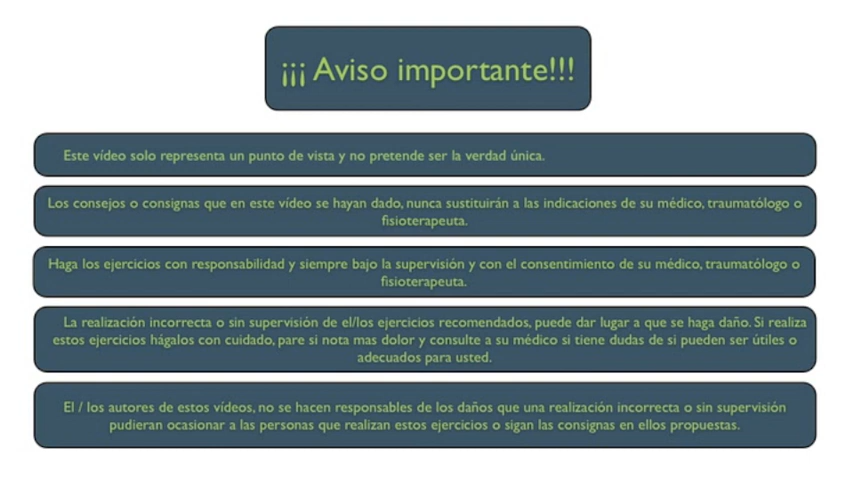 ¡¡¡ Aviso importante!!!
Este vídeo solo representa un punto de vista y no pretende ser la verdad única.
Los consejos o consignas que en este vídeo se hayan dado, nunca sustituirán a las indicaciones de su médico, traumatólogo o
fisioterapeuta.
Haga los ejercicios con responsabilidad y siempre bajo la supervisión y con el consentimiento de su médico, traumatólogo o
fisioterapeuta.
La realización incorrecta o sin supervisión de el/los ejercicios recomendados, puede dar lugar a que se haga daño. Si realiza
estos ejercicios hágalos con cuidado, pare si nota mas dolor y consulte a su médico si tiene dudas de si pueden ser útiles o
adecuados para usted.
El / los autores de estos vídeos, no se hacen responsables de los daños que una realización incorrecta o sin supervisión
pudieran ocasionar a las personas que realizan estos ejercicios o sigan las consignas en ellos propuestas.